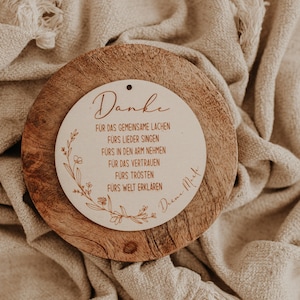 Danke
FÜR DAS GEMEINSAME LACHEN
FÜRS LIEDER SINGEN
FÜRS IN DEN ARM NEHMEN
FÜR DAS VERTRAUEN
FÜRS TROSTEN
FÜRS WELT ERKLÄREN